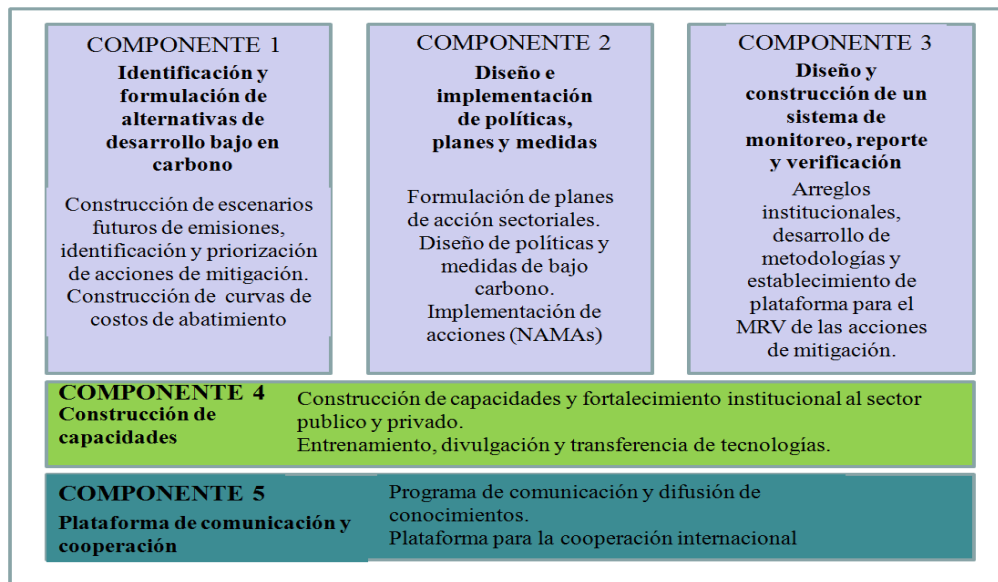 COMPONENTE 1
Identificación y
formulación de
alternativas de
desarrollo bajo en
carbono
Construcción de escenarios
futuros de emisiones,
identificación y priorización
de acciones de mitigación.
Construcción de curvas de
costos de abatimiento
COMPONENTE 2
Diseño e
implementación
de políticas,
planes y medidas
Formulación de planes
de acción sectoriales.
Diseño de políticas y
medidas de bajo
carbono.
Implementación de
acciones (NAMAs)
COMPONENTE 3
Diseño y
construcción de un
sistema de
monitoreo, reporte
y verificación
Arreglos
institucionales,
desarrollo de
metodologías y
establecimiento de
plataforma para el
MRV de las acciones
de mitigación.
COMPONENTE 4
Construcción de
capacidades
Construcción de capacidades y fortalecimiento institucional al sector
publico y privado.
Entrenamiento, divulgación y transferencia de tecnologías.
COMPONENTE 5
Plataforma de comunicación y
cooperación
Programa de comunicación y difusión de
conocimientos.
Plataforma para la cooperación internacional